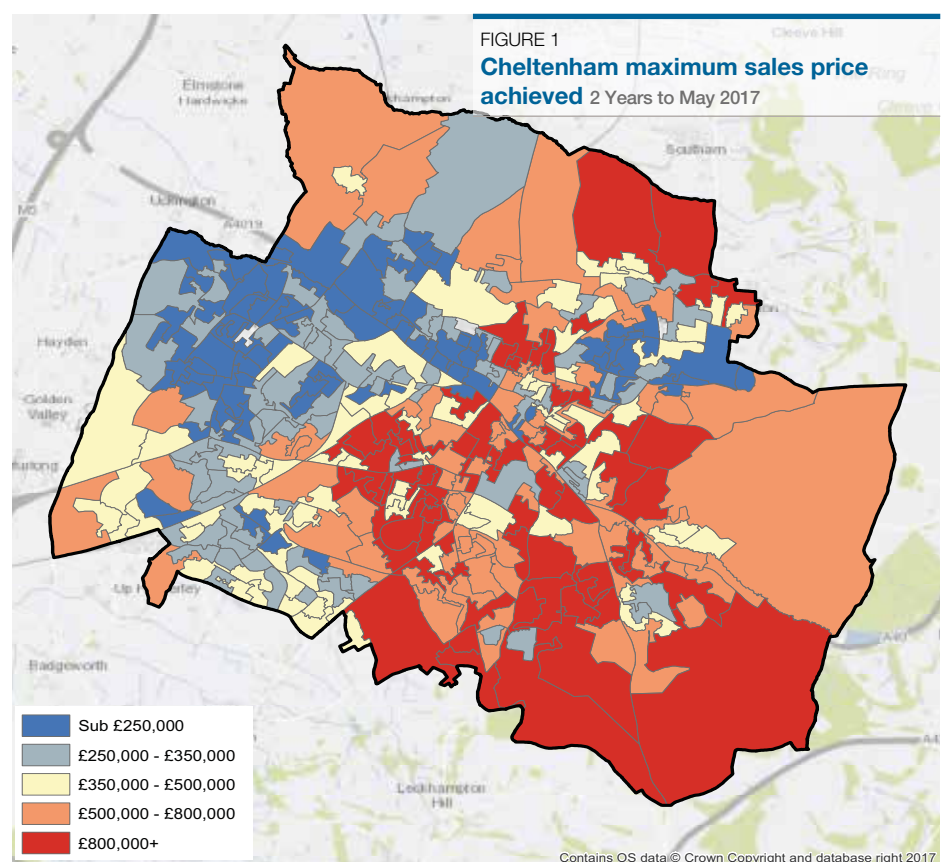 FIGURE 1
Cheltenham maximum sales price
achieved 2 Years to May 2017
Cleeve Hill
Ring
Cleeve
Elmstone
Hardwicke
Southam
Uckington
A4019
M5
Hayden
Golden
Valley
Badgeworth
A40
Leckhampton
Hill
Sub £250,000
£250,000 - £350,000
£350,000 - £500,000
£500,000 - £800,000
£800,000+
Contains OS data © Crown Copyright and database right 2017